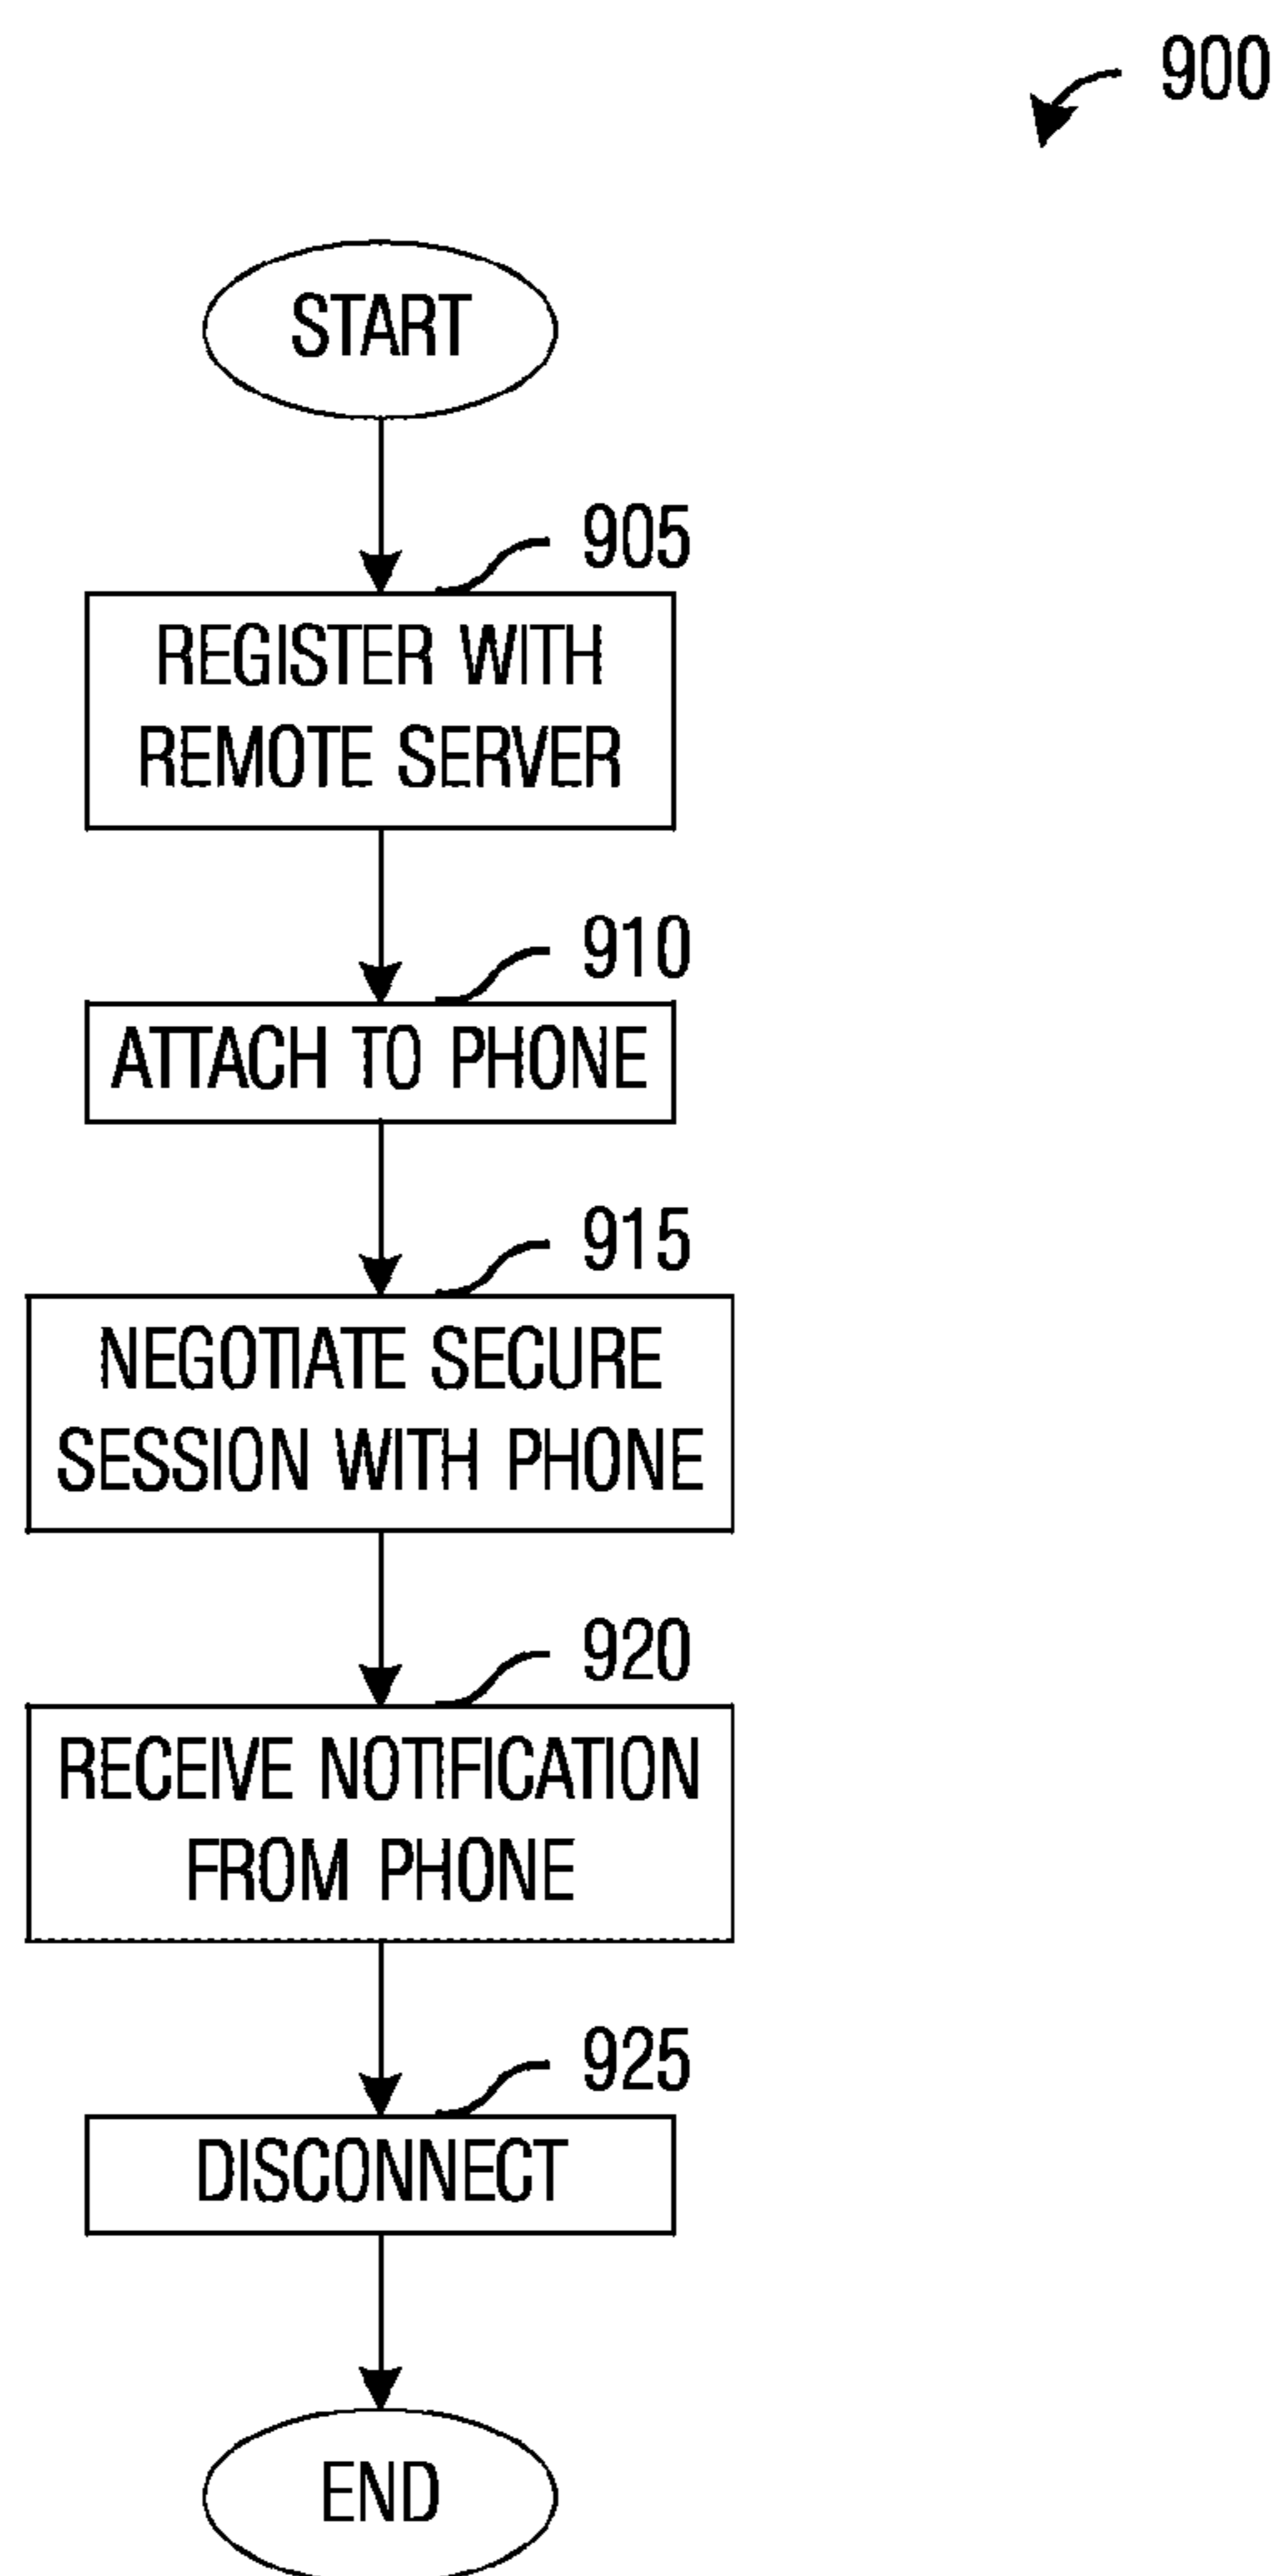 900
START
905
REGISTER WITH
REMOTE SERVER
910
ATTACH TO PHONE
915
NEGOTIATE SECURE
SESSION WITH PHONE
920
RECEIVE NOTIFICATION
FROM PHONE
925
DISCONNECT
END